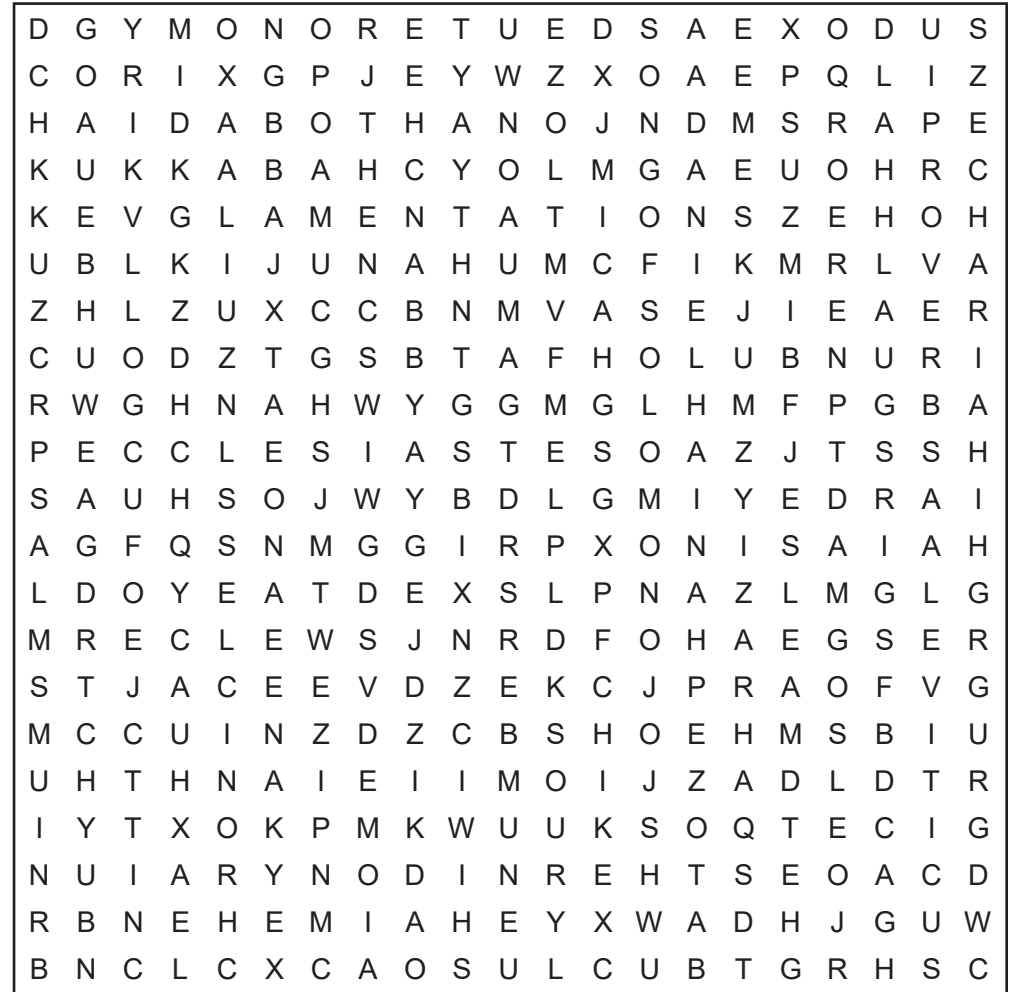 D G Y M O N O R E T U E D S A E X O D U S
C O R I X G P J E Y W Z X O A E P Q L I Z
H A I D A B O T H A N O J N D M S R A P E
K U K K A B A H C Y O L M G A E U O H R C
K E V G L A M E N T A T I O N S Z E H O H
U B L K I J U N A H U M C F I K M R L V A
Z H L Z U X C C B N M V A S E J I E A E R
C U O D Z T G S B T A F H O L U B N U R I
R W G H N A H W Y G G M G L H M F P G B A
P E C C L E S I A S T E S O A Z J T S S H
S A U H S O J W Y B D L G M I Y E D R A I
A G F Q S N M G G I R P X O N I S A I A H
L D O Y E A T D E X S L P N A Z L M G L G
M R E C L E W S J N R D F O H A E G S E R
S T J A C E E V D Z E K C J P R A O F V G
M C C U I N Z D Z C B S H O E H M S B I U
U H T H N A I E I I M O I J Z A D L D T R
I Y T X O K P M K W U U K S O Q T E C I G
N U I A R Y N O D I N R E H T S E O A C D
R B N E H E M I A H E Y X W A D H J G U W
B N C L C X C A O S U L C U B T G R H S C